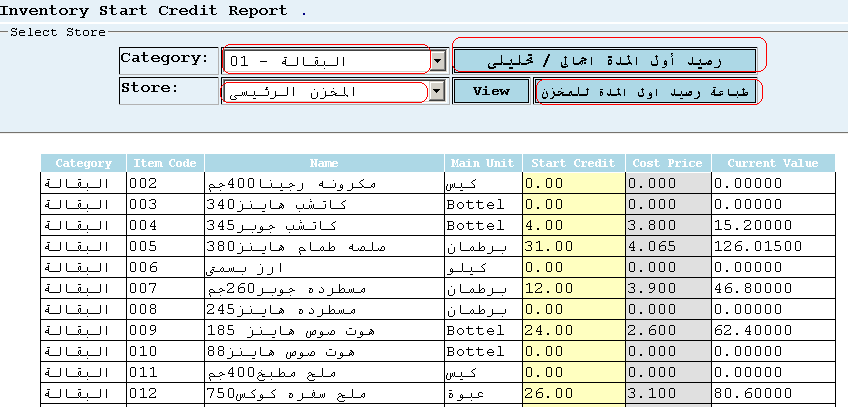 Inventory Start Credit Report .
Select Store
Category: البقالة - 01 رصيد أول المدة اجمالى / تحليلى
Store: المخزن الرئيسى View طباعة رصيد اول المدة للمخزن
Category Item Code Name Main Unit Start Credit Cost Price Current Value
البقالة 002 مكرونه رجينا400جم كيس 0.00 0.000 0.00000
البقالة 003 كاتشب هاينز340 Bottel 0.00 0.000 0.00000
البقالة 004 كاتشب جوبر345 Bottel 4.00 3.800 15.20000
البقالة 005 صلصه طمام هاينز380 برطمان 31.00 4.065 126.01500
البقالة 006 ارز بسمتى كيلو 0.00 0.000 0.00000
البقالة 007 مسطرده جوبر260جم برطمان 12.00 3.900 46.80000
البقالة 008 مسطرده هاينز245 برطمان 0.00 0.000 0.00000
البقالة 009 هوت صوص هاينز 185 Bottel 24.00 2.600 62.40000
البقالة 010 هوت صوص هاينز88 Bottel 0.00 0.000 0.00000
البقالة 011 ملح مطبخ400جم كيس 0.00 0.000 0.00000
البقالة 012 ملح سفره كوكس750 عبوة 26.00 3.100 80.60000